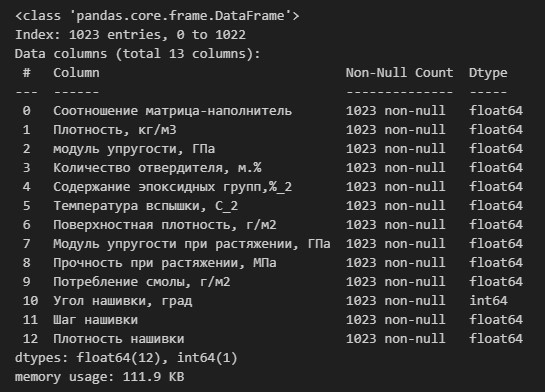 <class 'pandas.core.frame.DataFrame'>
Index: 1023 entries, 0 to 1022
Data columns (total 13 columns):
 #   Column                                Non-Null Count  Dtype
---  ------                                --------------  -----
 0   Соотношение матрица-наполнитель       1023 non-null   float64
 1   Плотность, кг/м3                      1023 non-null   float64
 2   модуль упругости, ГПа                 1023 non-null   float64
 3   Количество отвердителя, м.%           1023 non-null   float64
 4   Содержание эпоксидных групп,%_2       1023 non-null   float64
 5   Температура вспышки, С_2              1023 non-null   float64
 6   Поверхностная плотность, г/м2         1023 non-null   float64
 7   Модуль упругости при растяжении, ГПа  1023 non-null   float64
 8   Прочность при растяжении, МПа         1023 non-null   float64
 9   Потребление смолы, г/м2               1023 non-null   float64
 10  Угол нашивки, град                    1023 non-null   int64
 11  Шаг нашивки                           1023 non-null   float64
 12  Плотность нашивки                     1023 non-null   float64
dtypes: float64(12), int64(1)
memory usage: 111.9 KB